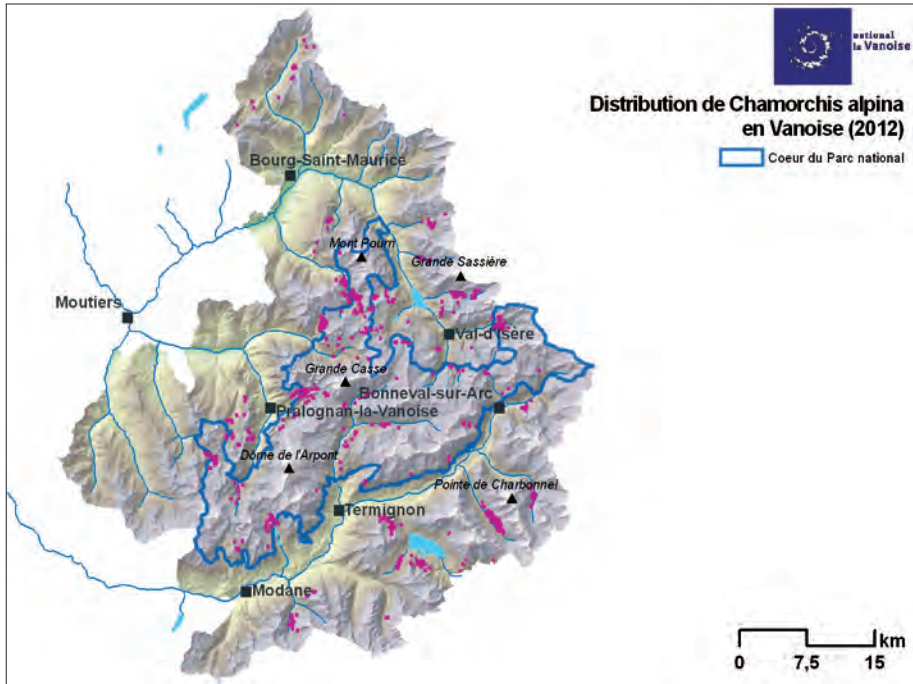 national
la Vanoise
Distribution de Chamorchis alpina
en Vanoise (2012)
Coeur du Parc national
Bourg-Saint-Maurice
Mont Pourri
Grande Sassière
Moutiers
Val-d'Isère
Grande Casse
Bonneval-sur-Arc
Pralognan-la-Vanoise
Dôme de l'Arpont
Pointe de Charbonnel
Termignon
Modane
km
0 7,5 15